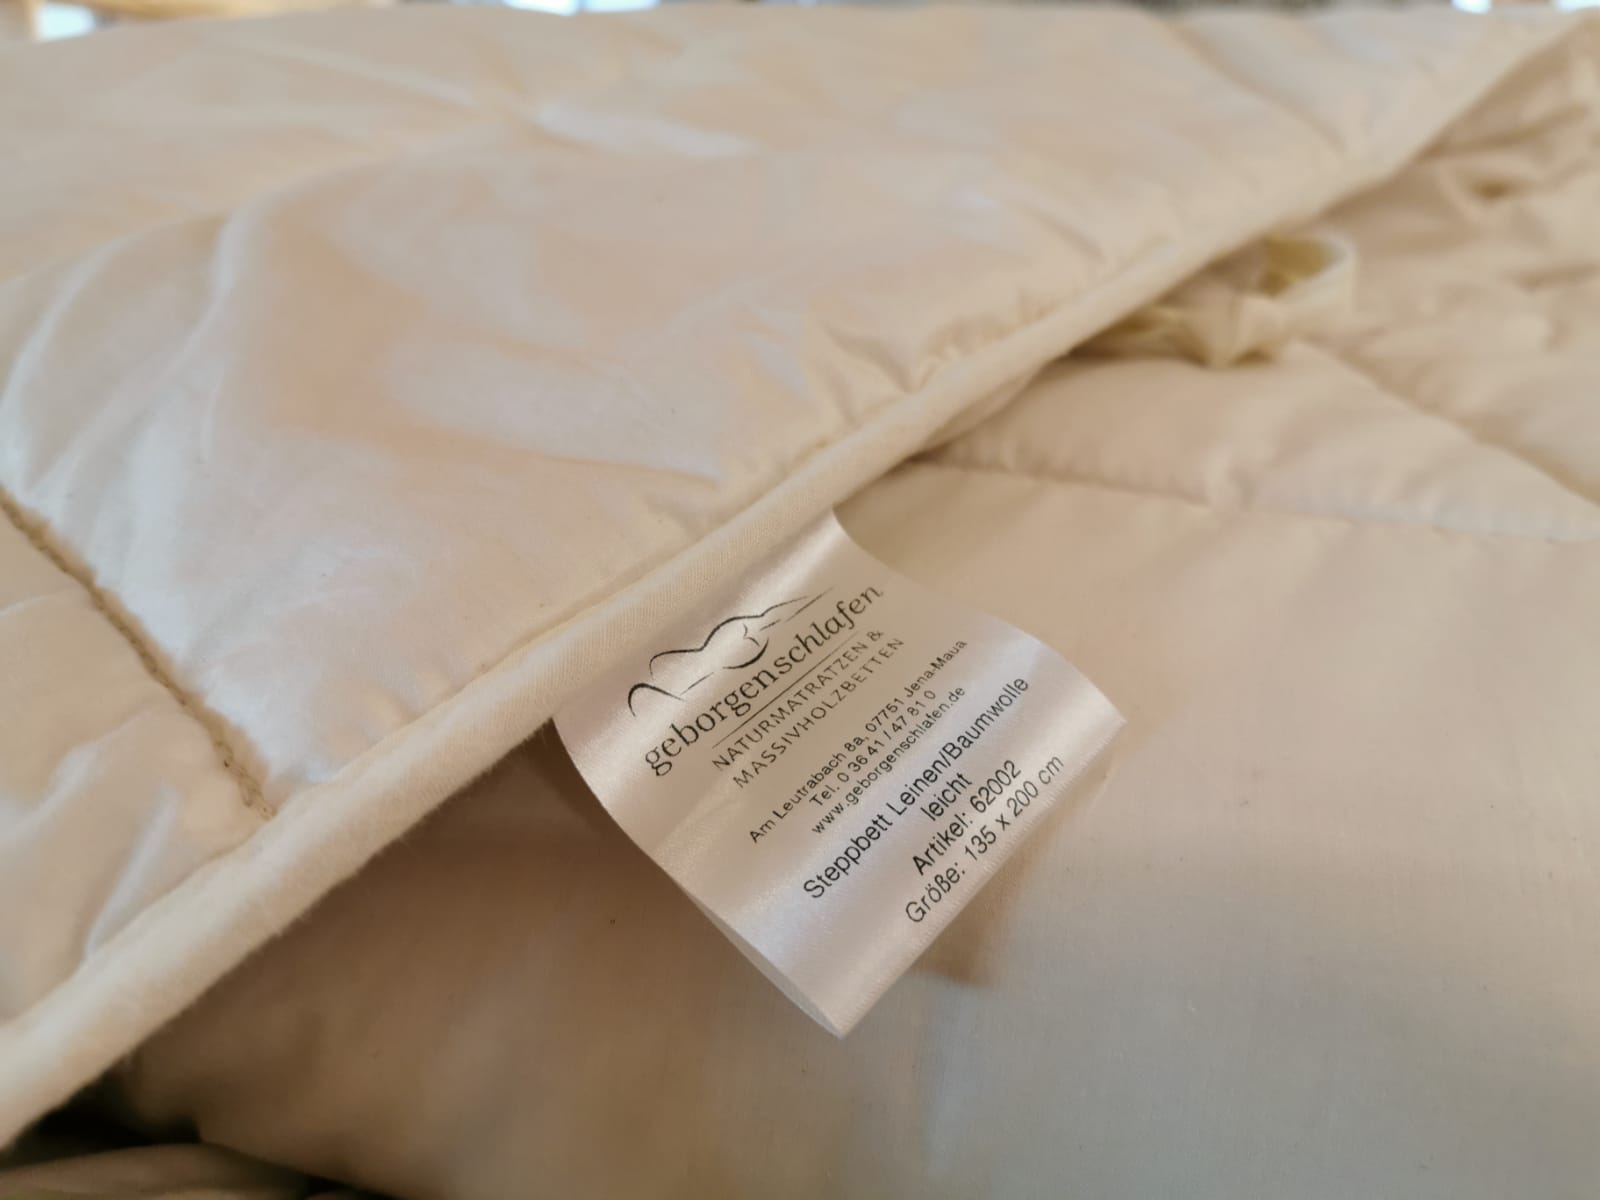 geborgenschlafen
NATURMATRATZEN &
MASSIVHOLZBETTEN
Am Leutrabach 8a, 07751 Jena-Maua
Tel. 0 36 41 / 47 81 0
www.geborgenschlafen.de
Steppbett Leinen/Baumwolle
leicht
Artikel: 62002
Größe: 135 x 200 cm